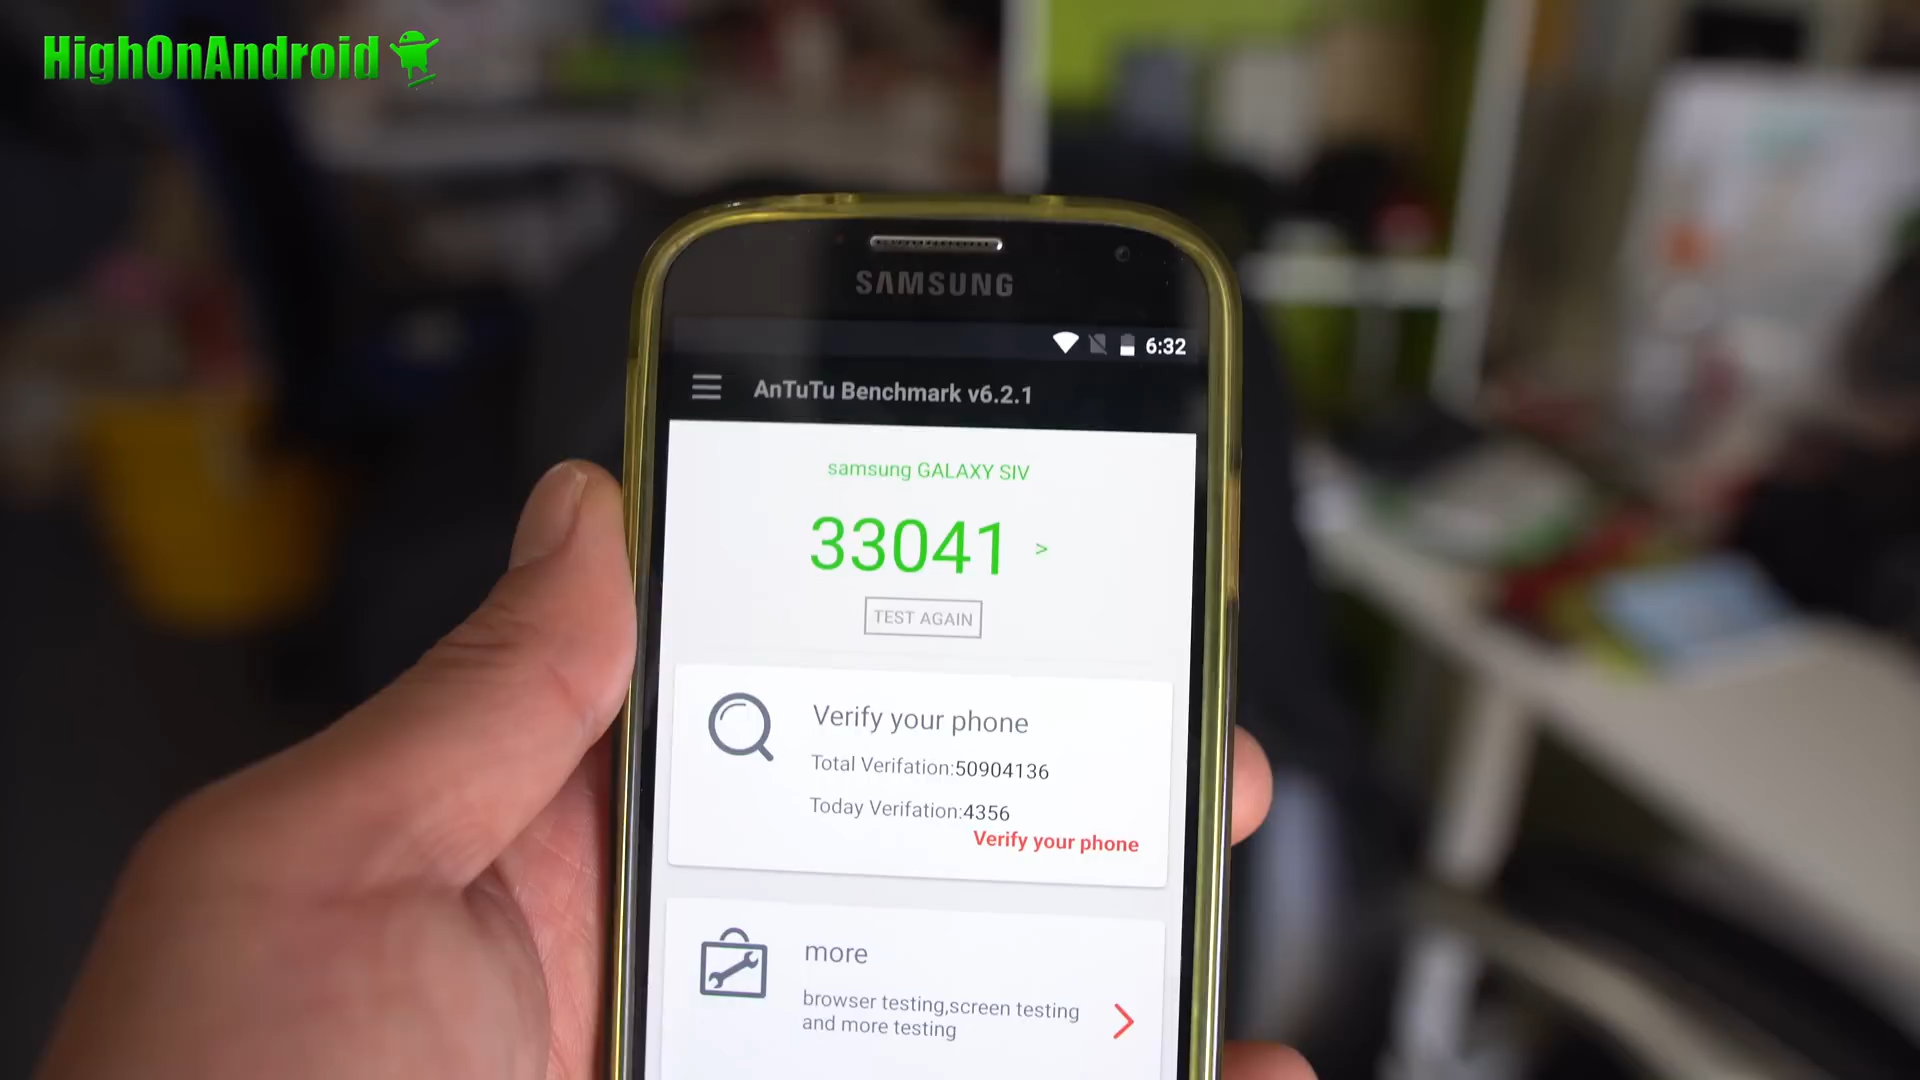 HighOnAndroid
SAMSUNG
6:32
AnTuTu Benchmark v6.2.1
samsung GALAXY SIV
33041 >
TEST AGAIN
Verify your phone
Total Verifation:50904136
Today Verifation:4356
Verify your phone
more
browser testing,screen testing
and more testing